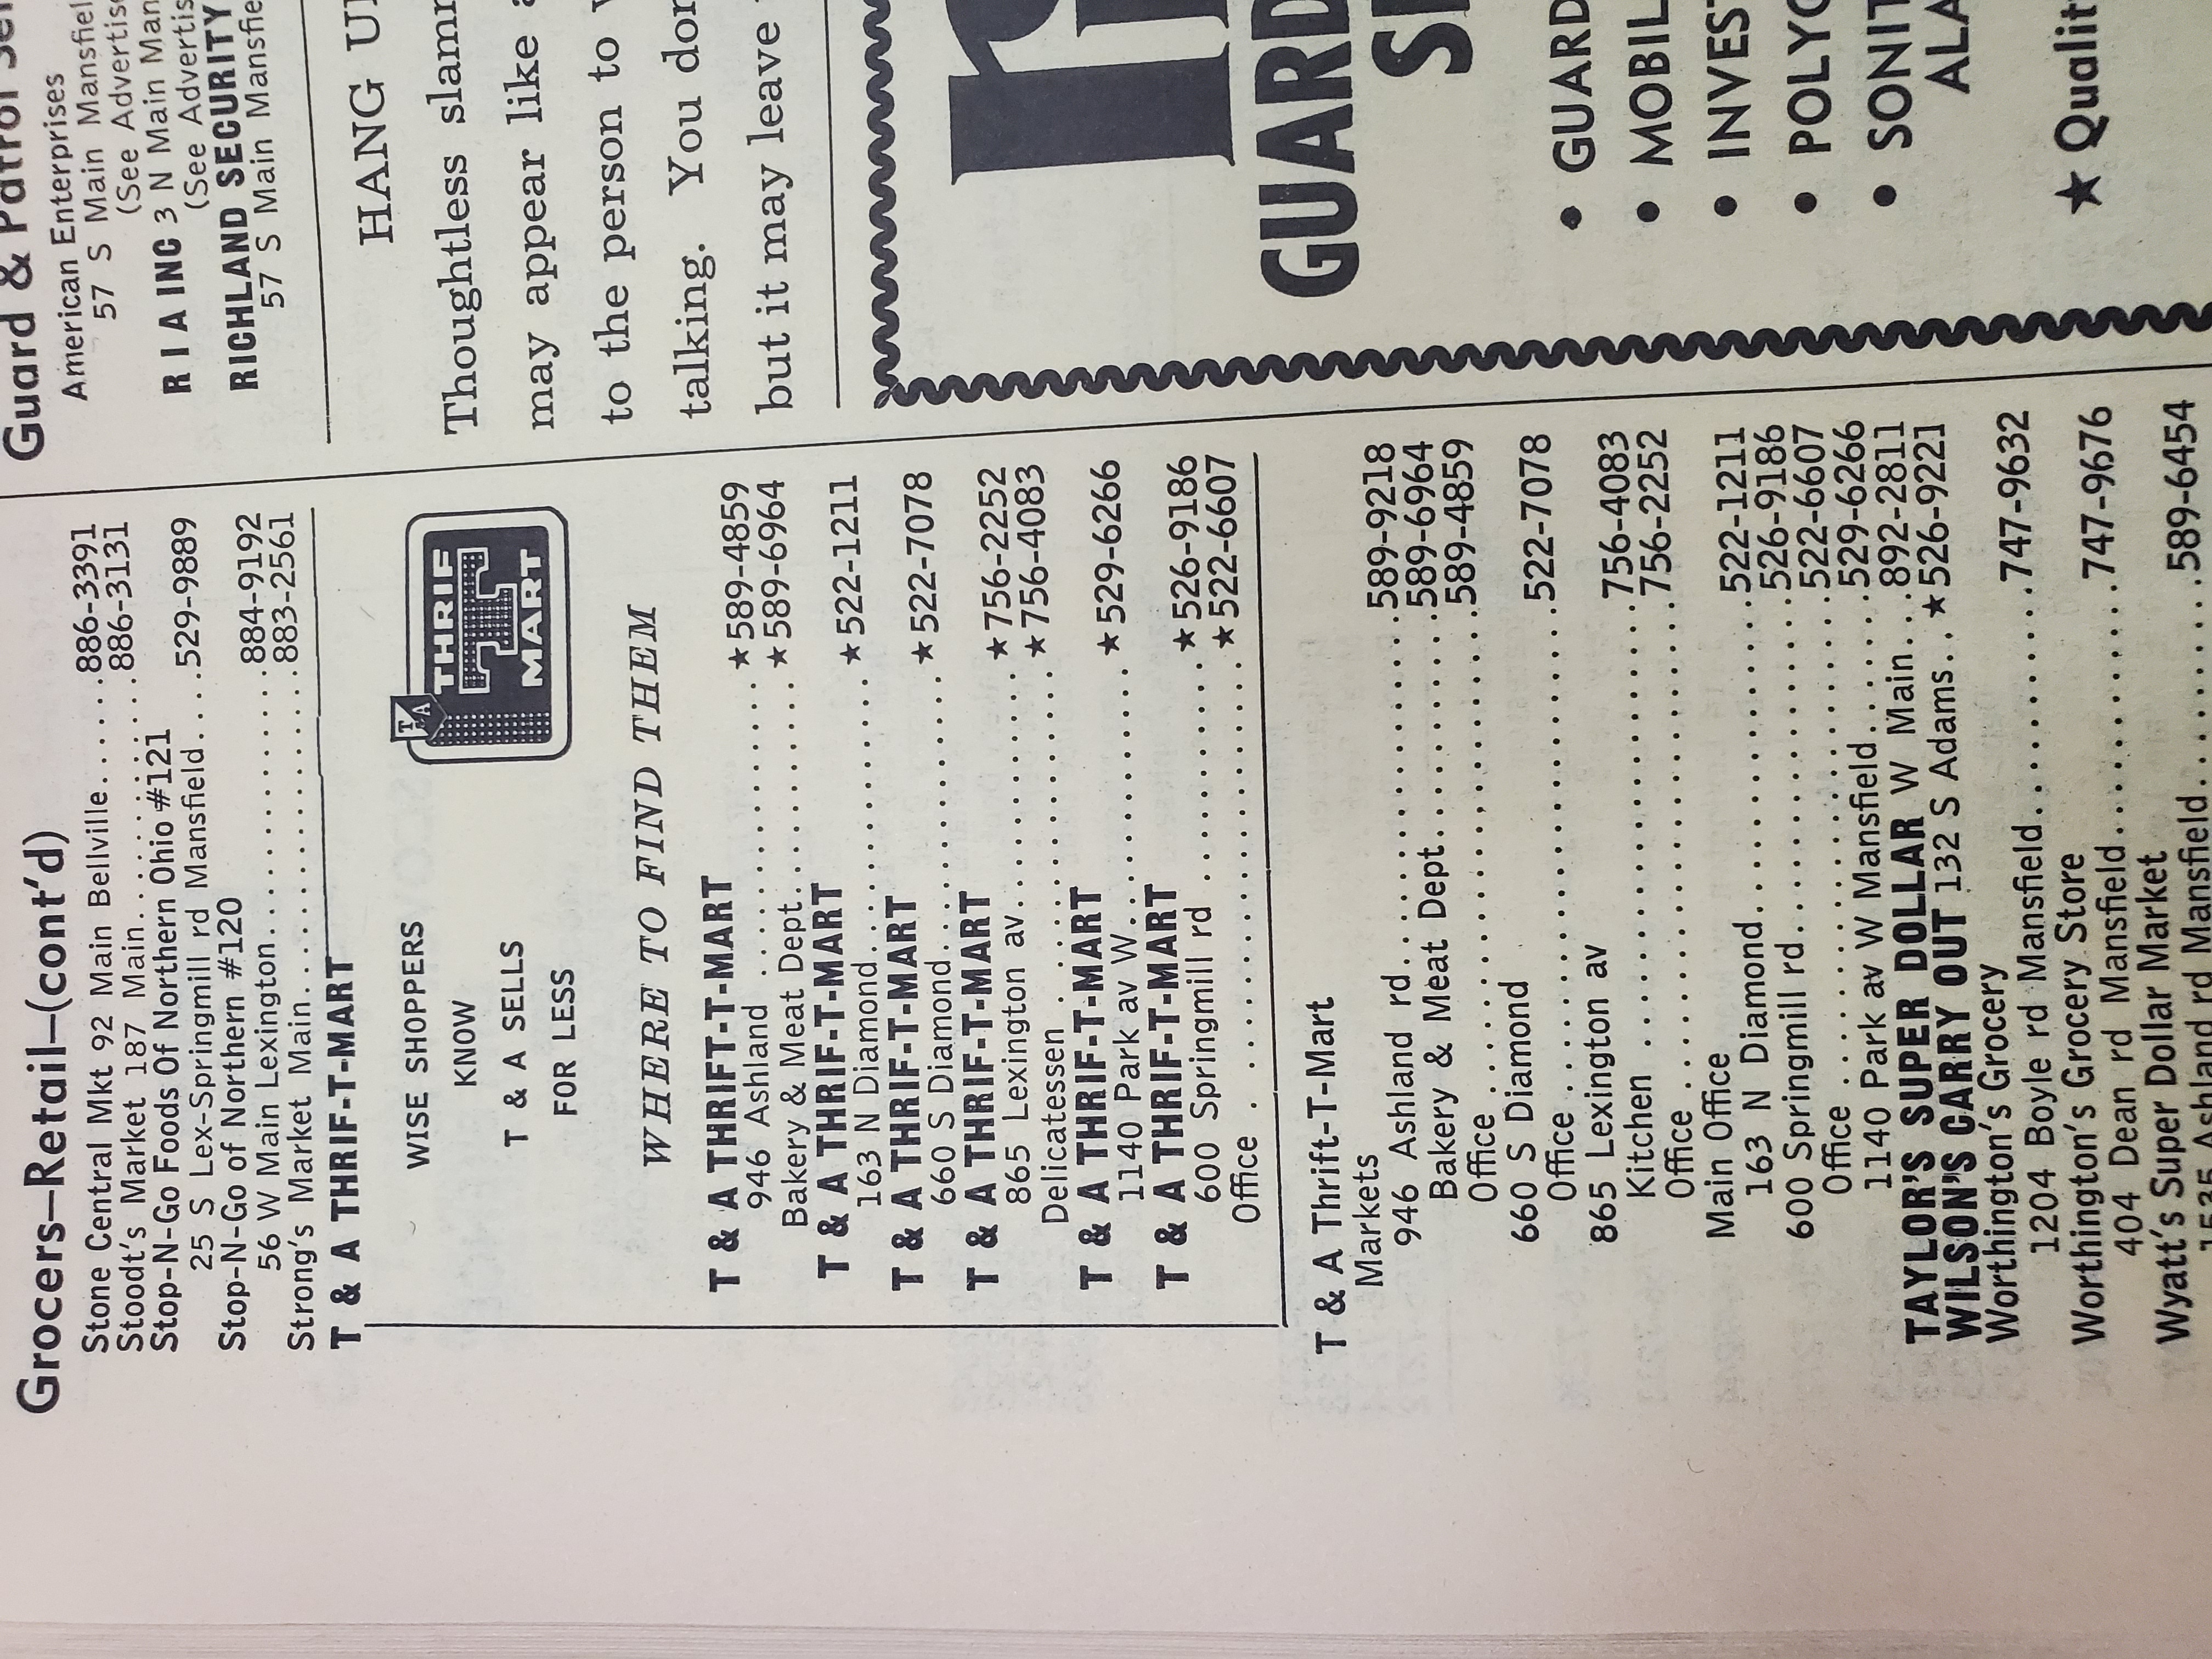 Grocers—Retail—(cont'd)
Stone Central Mkt 92 Main Bellville......886-3391
Stoodt's Market 187 Main............886-3131
Stop-N-Go Foods Of Northern Ohio #121
25 S Lex-Springmill rd Mansfield....529-9889
Stop-N-Go of Northern #120
56 W Main Lexington..............884-9192
Strong's Market Main................883-2561
T & A THRIF-T-MART
WISE SHOPPERS
KNOW
T & A SELLS
FOR LESS
T&A
THRIF
T
MART
WHERE TO FIND THEM
T & A THRIFT-T-MART
946 Ashland ............★589-4859
Bakery & Meat Dept........★589-6964
T & A THRIF-T-MART
163 N Diamond............★522-1211
T & A THRIF-T-MART
660 S Diamond............★522-7078
T & A THRIF-T-MART
865 Lexington av..........★756-2252
Delicatessen ............★756-4083
T & A THRIF-T-MART
1140 Park av W...........★529-6266
T & A THRIF-T-MART
600 Springmill rd ..........★526-9186
Office ....................★522-6607
T & A Thrift-T-Mart
Markets
946 Ashland rd..................589-9218
Bakery & Meat Dept............589-6964
Office ......................589-4859
660 S Diamond
Office ......................522-7078
865 Lexington av
Kitchen ....................756-4083
Office ......................756-2252
Main Office
163 N Diamond................522-1211
600 Springmill rd................526-9186
Office ......................522-6607
1140 Park av W Mansfield........529-6266
TAYLOR'S SUPER DOLLAR W Main...892-2811
WILSON'S CARRY OUT 132 S Adams..★526-9221
Worthington's Grocery
1204 Boyle rd Mansfield............747-9632
Worthington's Grocery Store
404 Dean rd Mansfield............747-9676
Wyatt's Super Dollar Market
1535 Ashland rd Mansfield..........589-6454
Guard & Patrol
American Enterprises
57 S Main Mansfiel
(See Advertis
R I A INC 3 N Main Man
(See Advertis
RICHLAND SECURITY
57 S Main Mansfie
HANG
Thoughtless slam
may appear like
to the person to
talking. You don
but it may leave
GUARD
• GUARD
• MOBIL
• INVES
• POLYG
• SONIT
ALA
★ Qualit